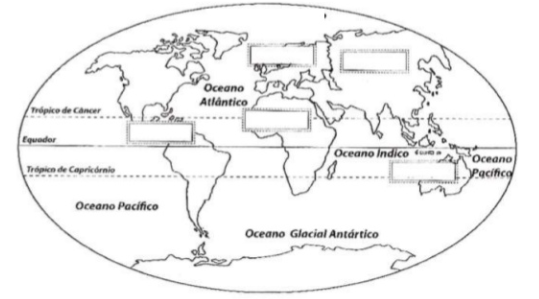 Oceano
Atlântico
Trópico de Câncer
Equador
Oceano Índico
Oceano
Pacífico
Trópico de Capricórnio
Oceano Pacífico
Oceano Glacial Antártico